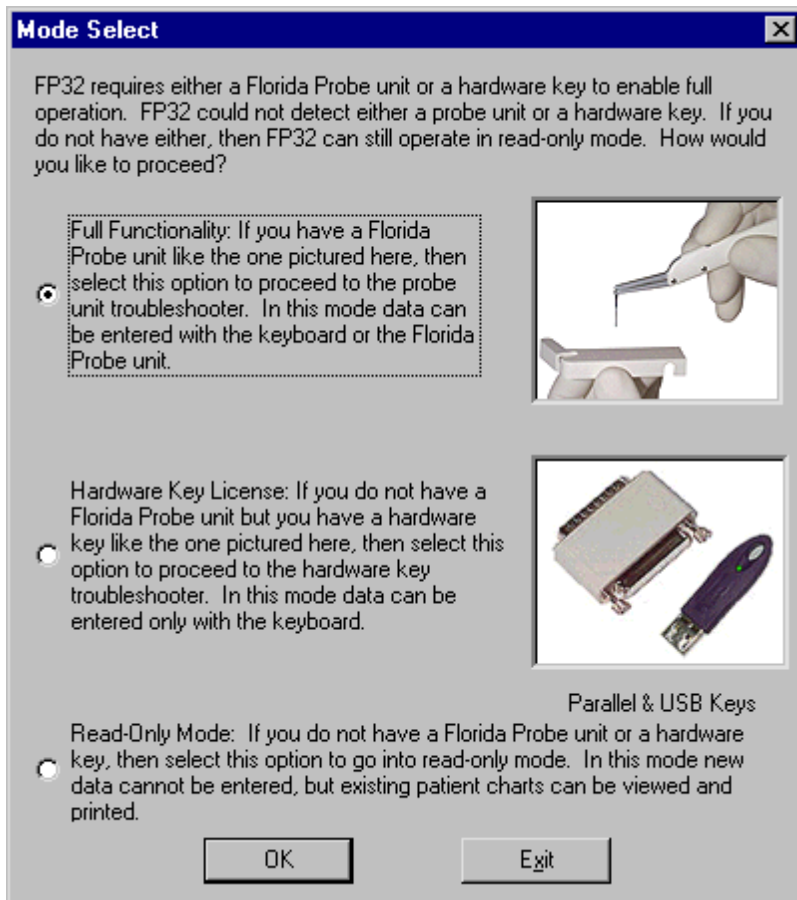 Mode Select
FP32 requires either a Florida Probe unit or a hardware key to enable full
operation.  FP32 could not detect either a probe unit or a hardware key.  If you
do not have either, then FP32 can still operate in read-only mode.  How would
you like to proceed?
Full Functionality: If you have a Florida
Probe unit like the one pictured here, then
select this option to proceed to the probe
unit troubleshooter.  In this mode data can
be entered with the keyboard or the Florida
Probe unit.
Hardware Key License: If you do not have a
Florida Probe unit but you have a hardware
key like the one pictured here, then select this
option to proceed to the hardware key
troubleshooter.  In this mode data can be
entered only with the keyboard.
Parallel & USB Keys
Read-Only Mode:  If you do not have a Florida Probe unit or a hardware
key, then select this option to go into read-only mode.  In this mode new
data cannot be entered, but existing patient charts can be viewed and
printed.
OK
Exit